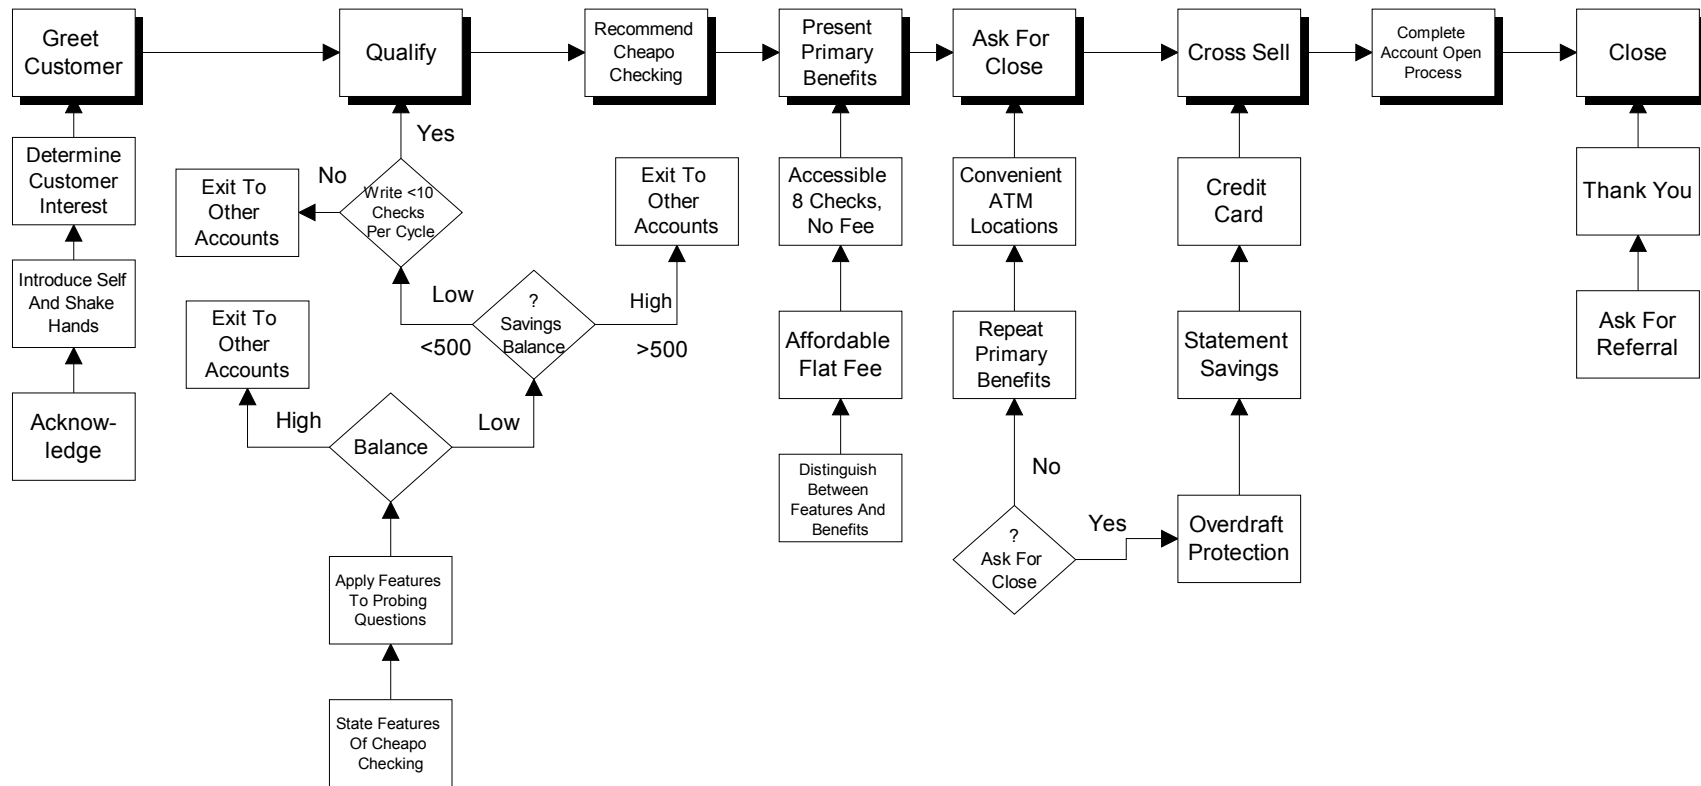 Greet
Customer
Qualify
Recommend
Cheapo
Checking
Present
Primary
Benefits
Ask For
Close
Cross Sell
Complete
Account Open
Process
Close
Determine
Customer
Interest
Introduce Self
And Shake
Hands
Acknow-
ledge
Yes
No
Write <10
Checks
Per Cycle
Exit To
Other
Accounts
Exit To
Other
Accounts
Low
<500
?
Savings
Balance
High
>500
Exit To
Other
Accounts
High
Balance
Low
Apply Features
To Probing
Questions
State Features
Of Cheapo
Checking
Accessible
8 Checks,
No Fee
Affordable
Flat Fee
Distinguish
Between
Features And
Benefits
Convenient
ATM
Locations
Repeat
Primary
Benefits
No
?
Ask For
Close
Yes
Credit
Card
Statement
Savings
Overdraft
Protection
Thank You
Ask For
Referral